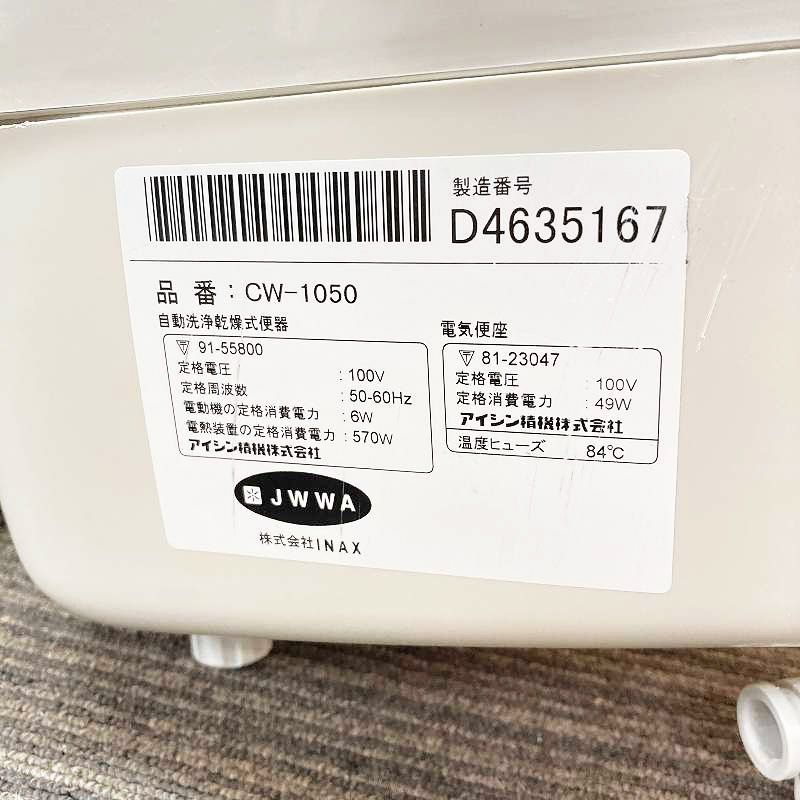 製造番号
D4635167
品 番 : CW-1050
自動洗浄乾燥式便器
91-55800
定格電圧 : 100V
定格周波数 : 50-60Hz
電動機の定格消費電力 : 6W
電熱装置の定格消費電力 : 570W
アイシン精機株式会社
電気便座
81-23047
定格電圧 : 100V
定格消費電力 : 49W
アイシン精機株式会社
温度ヒューズ 84℃
JWWA
株式会社INAX